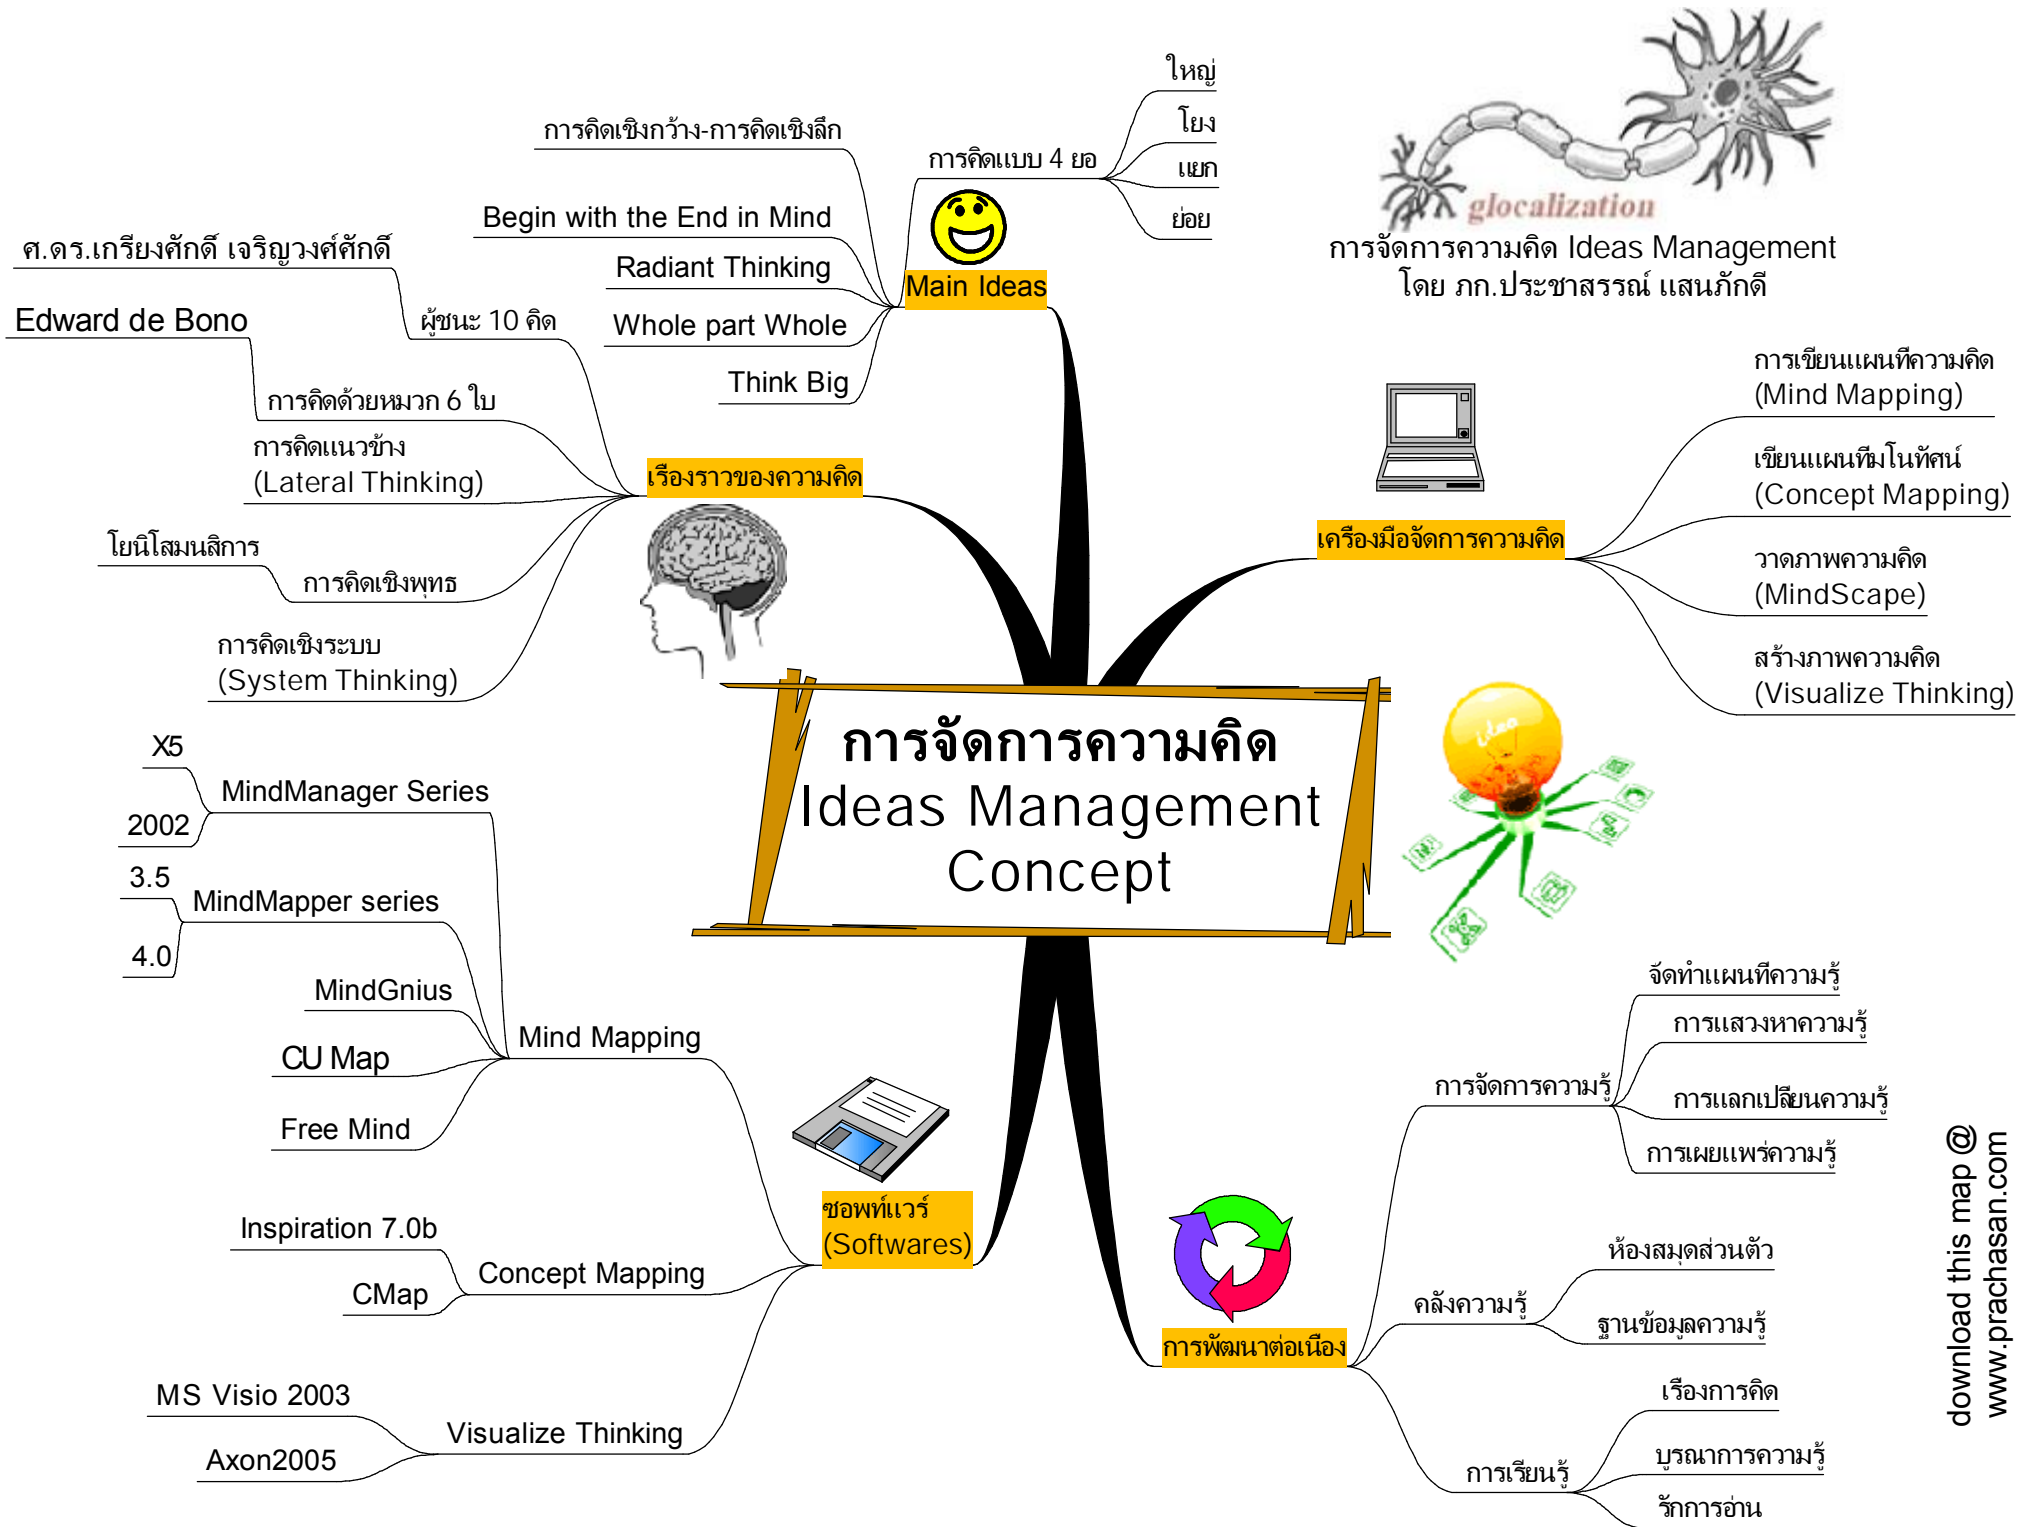 glocalization
การจัดการความคิด Ideas Management
โดย ภก.ประชาสรรณ์ แสนภักดี
การจัดการความคิด
Ideas Management
Concept
Main Ideas
การคิดแบบ 4 ยอ
ใหญ่
โยง
แยก
ย่อย
การคิดเชิงกว้าง-การคิดเชิงลึก
Begin with the End in Mind
Radiant Thinking
Whole part Whole
Think Big
เรื่องราวของความคิด
ผู้ชนะ 10 คิด
ศ.ดร.เกรียงศักดิ์ เจริญวงศ์ศักดิ์
การคิดด้วยหมวก 6 ใบ
Edward de Bono
การคิดแนวข้าง
(Lateral Thinking)
การคิดเชิงพุทธ
โยนิโสมนสิการ
การคิดเชิงระบบ
(System Thinking)
เครื่องมือจัดการความคิด
การเขียนแผนที่ความคิด
(Mind Mapping)
เขียนแผนที่มโนทัศน์
(Concept Mapping)
วาดภาพความคิด
(MindScape)
สร้างภาพความคิด
(Visualize Thinking)
idea
ซอพท์แวร์
(Softwares)
Mind Mapping
MindManager Series
X5
2002
MindMapper series
3.5
4.0
MindGnius
CU Map
Free Mind
Concept Mapping
Inspiration 7.0b
CMap
Visualize Thinking
MS Visio 2003
Axon2005
การพัฒนาต่อเนื่อง
การจัดการความรู้
จัดทำแผนที่ความรู้
การแสวงหาความรู้
การแลกเปลี่ยนความรู้
การเผยแพร่ความรู้
คลังความรู้
ห้องสมุดส่วนตัว
ฐานข้อมูลความรู้
การเรียนรู้
เรื่องการคิด
บูรณาการความรู้
รักการอ่าน
download this map @
www.prachasan.com